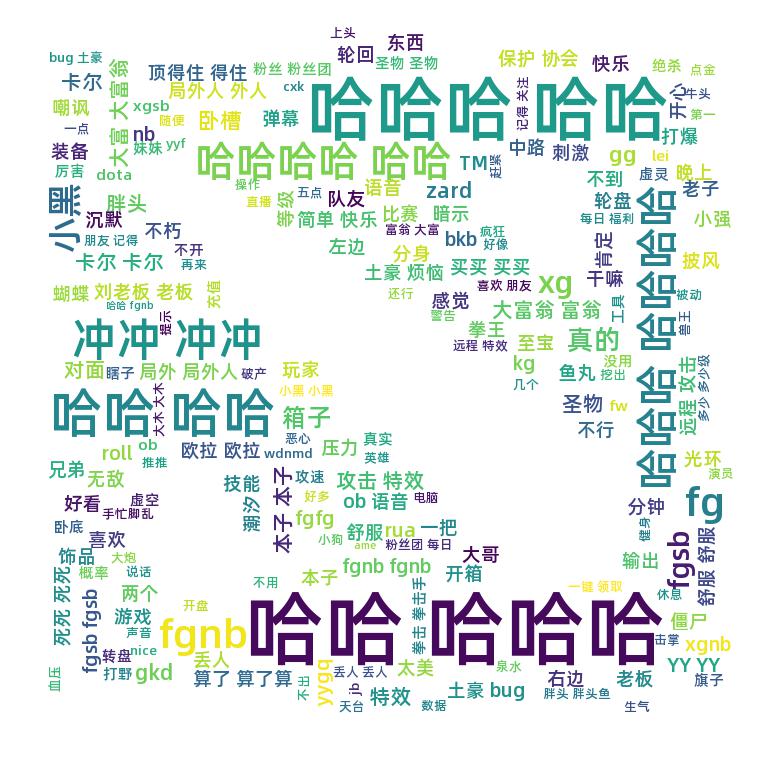 上头
bug 土豪
轮回
东西
粉丝 粉丝团
圣物 圣物
保护 协会
快乐
绝杀
点金
卡尔
顶得住 得住
局外人 外人
cxk
哈哈哈 哈哈
记得 关注
开心
牛头
嘲讽
大富 大富翁
xgsb
随便
卧槽
弹幕
第一
一点
nb
打爆
装备
妹妹
yyf
哈哈哈哈 哈哈
TM
赶紧
中路
刺激
gg
lei
厉害
dota
虚灵
晚上
操作
直播
等级
五点
语音
zard
不到
老子
小黑
胖头
队友
轮盘
沉默
不朽
简单 快乐
比赛
暗示
每日 福利
小强
朋友 记得
不开
左边
富翁 大富
bkb
疯狂
好像
肯定
哈哈哈哈 哈哈哈
卡尔 卡尔
再来
分身
干嘛
披风
土豪 烦恼
买买 买买
蝴蝶
刘老板 老板
充值
还行
感觉
喜欢 朋友
xg
工具
被动
兽王
哈哈 fgnb
提示
警告
大富翁 富翁
拳王
冲冲 冲冲
远程 特效
至宝
真的
对面
瞎子
局外 局外人
破产
玩家
kg
没用
挖出
几个
鱼丸
远程 攻击
多少 多少级
小黑 小黑
哈哈 哈哈
大木 大木
箱子
圣物
fw
不行
roll
ob
欧拉 欧拉
恶心
wdnmd
压力
真实
英雄
光环
演员
兄弟
推推
无敌
技能
攻速
攻击 特效
好看
虚空
潮汐
本子 本子
好多
ob 语音
电脑
分钟
fg
手忙脚乱
卧底
喜欢
fgfg
小狗
舒服
rua
一把
健身
饰品
大炮
ame
粉丝团 每日
大哥
输出
fgsb
舒服 舒服
死死 死死
概率
说话
fgnb fgnb
不用
本子
开箱
一键 领取
休息
fgsb fgsb
两个
开盘
拳击 拳击手
游戏
声音
fgnb
哈哈 哈哈哈
僵尸
击掌
xgnb
转盘
nice
丢人
血压
打野
gkd
算了 算了算
不出
yygq
丢人 丢人
太美
泉水
右边
老板
YY YY
旗子
jb
天台
特效
数据
土豪 bug
胖头 胖头鱼
生气